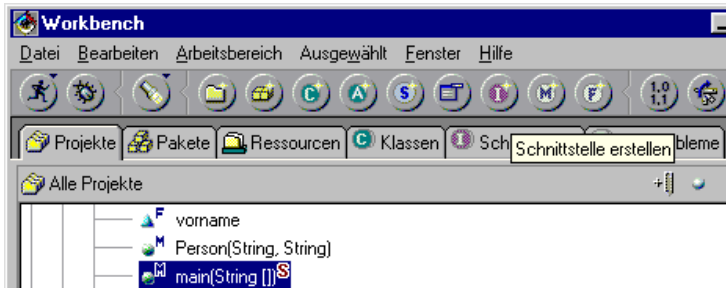 Workbench
Datei Bearbeiten Arbeitsbereich Ausgewählt Fenster Hilfe
C A S I M F 1.0 1.1
Projekte Pakete Ressourcen C Klassen I Sch bleme
Schnittstelle erstellen
Alle Projekte
F vorname
M Person(String, String)
M main(String []) S